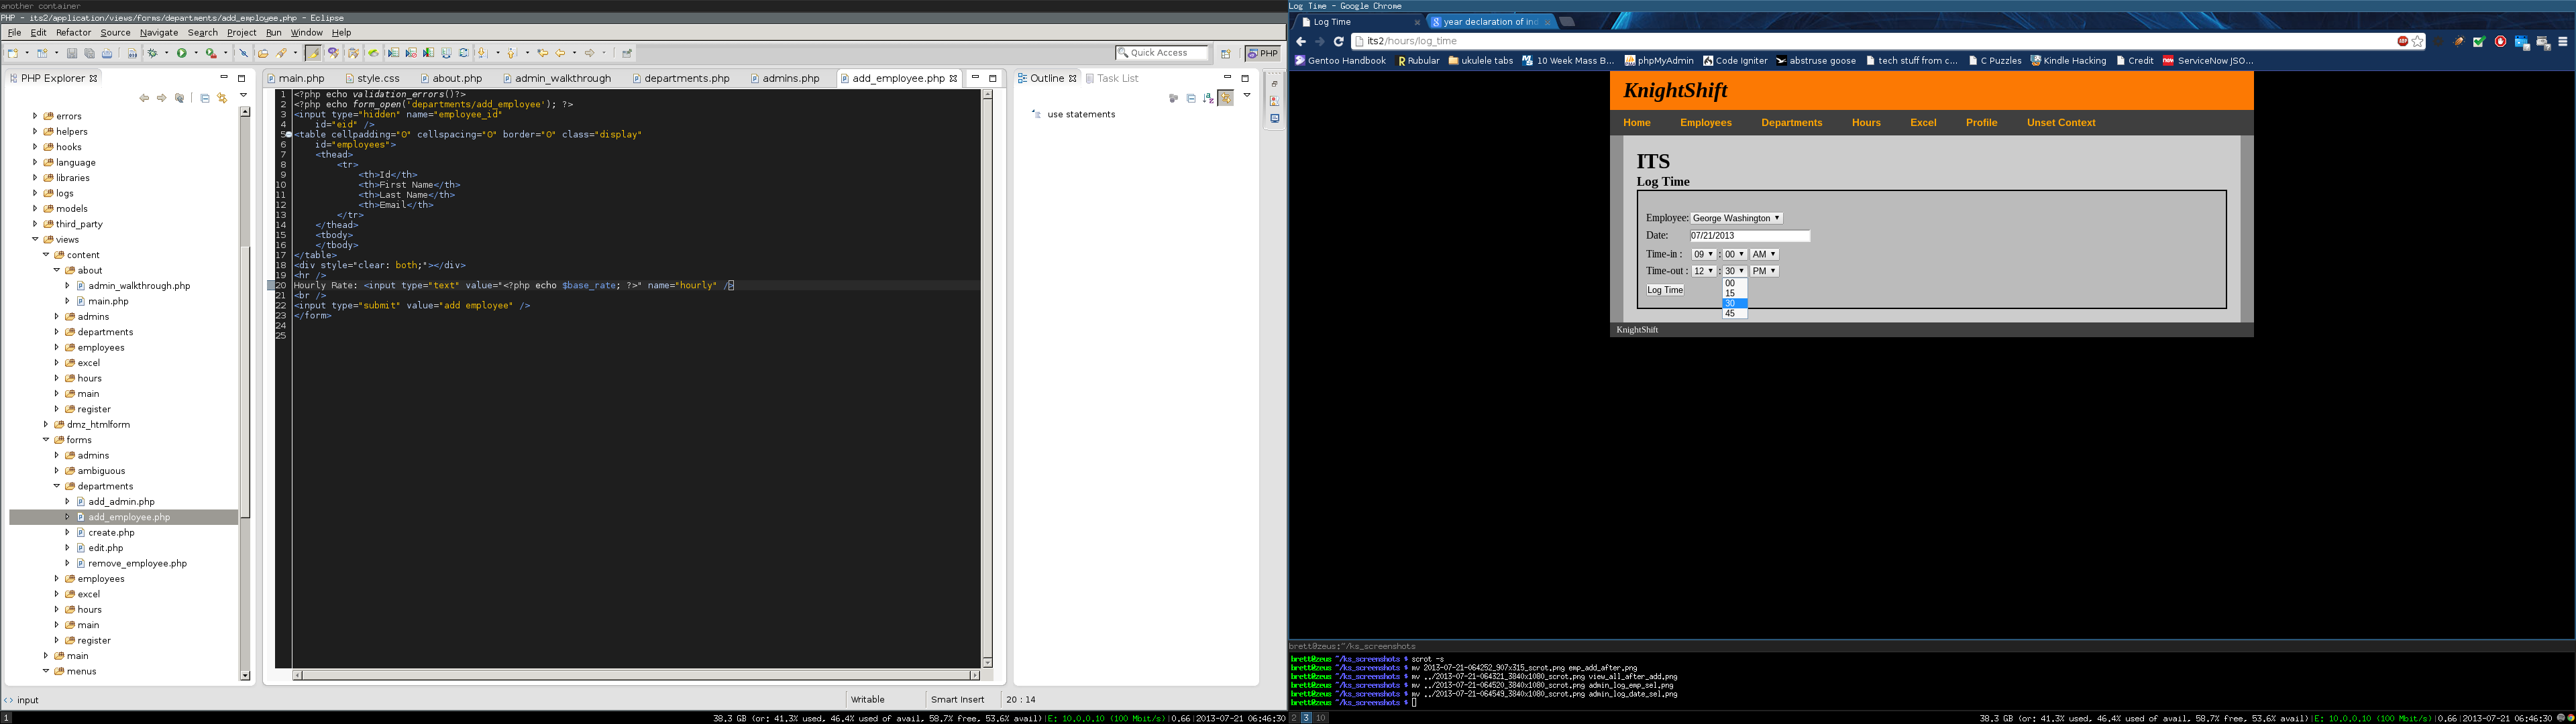 another container
PHP - its2/application/views/forms/departments/add_employee.php - Eclipse
File Edit Refactor Source Navigate Search Project Run Window Help
Quick Access
PHP
PHP Explorer
errors
helpers
hooks
language
libraries
logs
models
third_party
views
content
about
admin_walkthrough.php
main.php
admins
departments
employees
excel
hours
main
register
dmz_htmlform
forms
admins
ambiguous
departments
add_admin.php
add_employee.php
create.php
edit.php
remove_employee.php
employees
excel
hours
main
register
main
menus
main.php style.css about.php admin_walkthrough departments.php admins.php add_employee.php
1 <?php echo validation_errors()?>
2 <?php echo form_open('departments/add_employee'); ?>
3 <input type="hidden" name="employee_id"
4 id="eid" />
5 <table cellpadding="0" cellspacing="0" border="0" class="display"
6 id="employees">
7 <thead>
8 <tr>
9 <th>Id</th>
10 <th>First Name</th>
11 <th>Last Name</th>
12 <th>Email</th>
13 </tr>
14 </thead>
15 <tbody>
16 </tbody>
17 </table>
18 <div style="clear: both;"></div>
19 <hr />
20 Hourly Rate: <input type="text" value="<?php echo $base_rate; ?>" name="hourly" />
21 <br />
22 <input type="submit" value="add employee" />
23 </form>
24
25
Outline Task List
use statements
input
Writable Smart Insert 20 : 14
1
38.3 GB (or: 41.3% used, 46.4% used of avail, 58.7% free, 53.6% avail)|E: 10.0.0.10 (100 Mbit/s)|0.66|2013-07-21 06:46:30
Log Time - Google Chrome
Log Time year declaration of ind
its2/hours/log_time
ABP
Gentoo Handbook Rubular ukulele tabs 10 Week Mass B... phpMyAdmin Code Igniter abstruse goose tech stuff from c... C Puzzles Kindle Hacking Credit ServiceNow JSO...
KnightShift
Home Employees Departments Hours Excel Profile Unset Context
ITS
Log Time
Employee: George Washington
Date: 07/21/2013
Time-in : 09 : 00 AM
Time-out : 12 : 30 PM
00
15
30
45
Log Time
KnightShift
brett@zeus:~/ks_screenshots
brett@zeus ~/ks_screenshots $ scrot -s
brett@zeus ~/ks_screenshots $ mv 2013-07-21-064252_907x315_scrot.png emp_add_after.png
brett@zeus ~/ks_screenshots $ mv ../2013-07-21-064321_3840x1080_scrot.png view_all_after_add.png
brett@zeus ~/ks_screenshots $ mv ../2013-07-21-064520_3840x1080_scrot.png admin_log_emp_sel.png
brett@zeus ~/ks_screenshots $ mv ../2013-07-21-064549_3840x1080_scrot.png admin_log_date_sel.png
brett@zeus ~/ks_screenshots $
2 3 10
38.3 GB (or: 41.3% used, 46.4% used of avail, 58.7% free, 53.6% avail)|E: 10.0.0.10 (100 Mbit/s)|0.66|2013-07-21 06:46:30